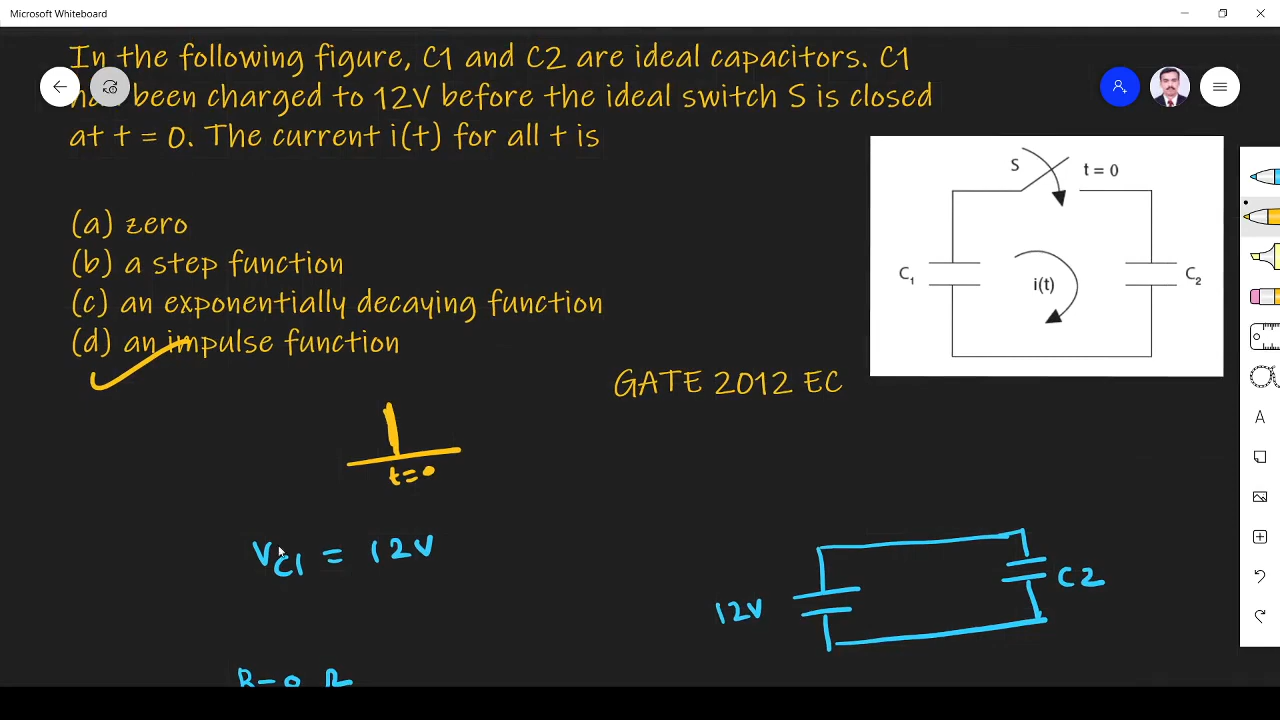 Microsoft Whiteboard
In the following figure, C1 and C2 are ideal capacitors. C1
been charged to 12V before the ideal switch S is closed
at t = 0. The current i(t) for all t is
(a) zero
(b) a step function
(c) an exponentially decaying function
(d) an impulse function
GATE 2012 EC
S
t = 0
C1
i(t)
C2
t=0
VC1 = 12V
12V
C2
A